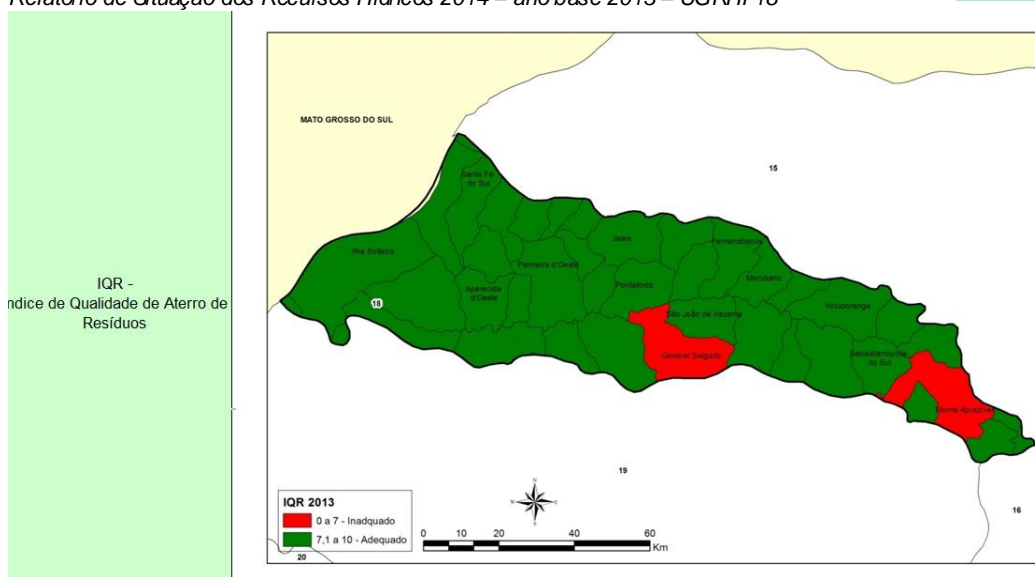 Relatório de Situação dos Recursos Hídricos 2014 – ano base 2013 – UGRHI 18
IQR -
ndice de Qualidade de Aterro de
Resíduos
MATO GROSSO DO SUL
15
Santa Fé
do Sul
Ilha Solteira
Jales
Fernandópolis
Palmeira d'Oeste
Meridiano
Aparecida
d'Oeste
Pontalinda
18
Votuporanga
São João de Iracema
General Salgado
Sebastianópolis
do Sul
Monte Aprazível
19
16
IQR 2013
0 a 7 - Inadquado
7,1 a 10 - Adequado
N
0 10 20 40 60
Km
20